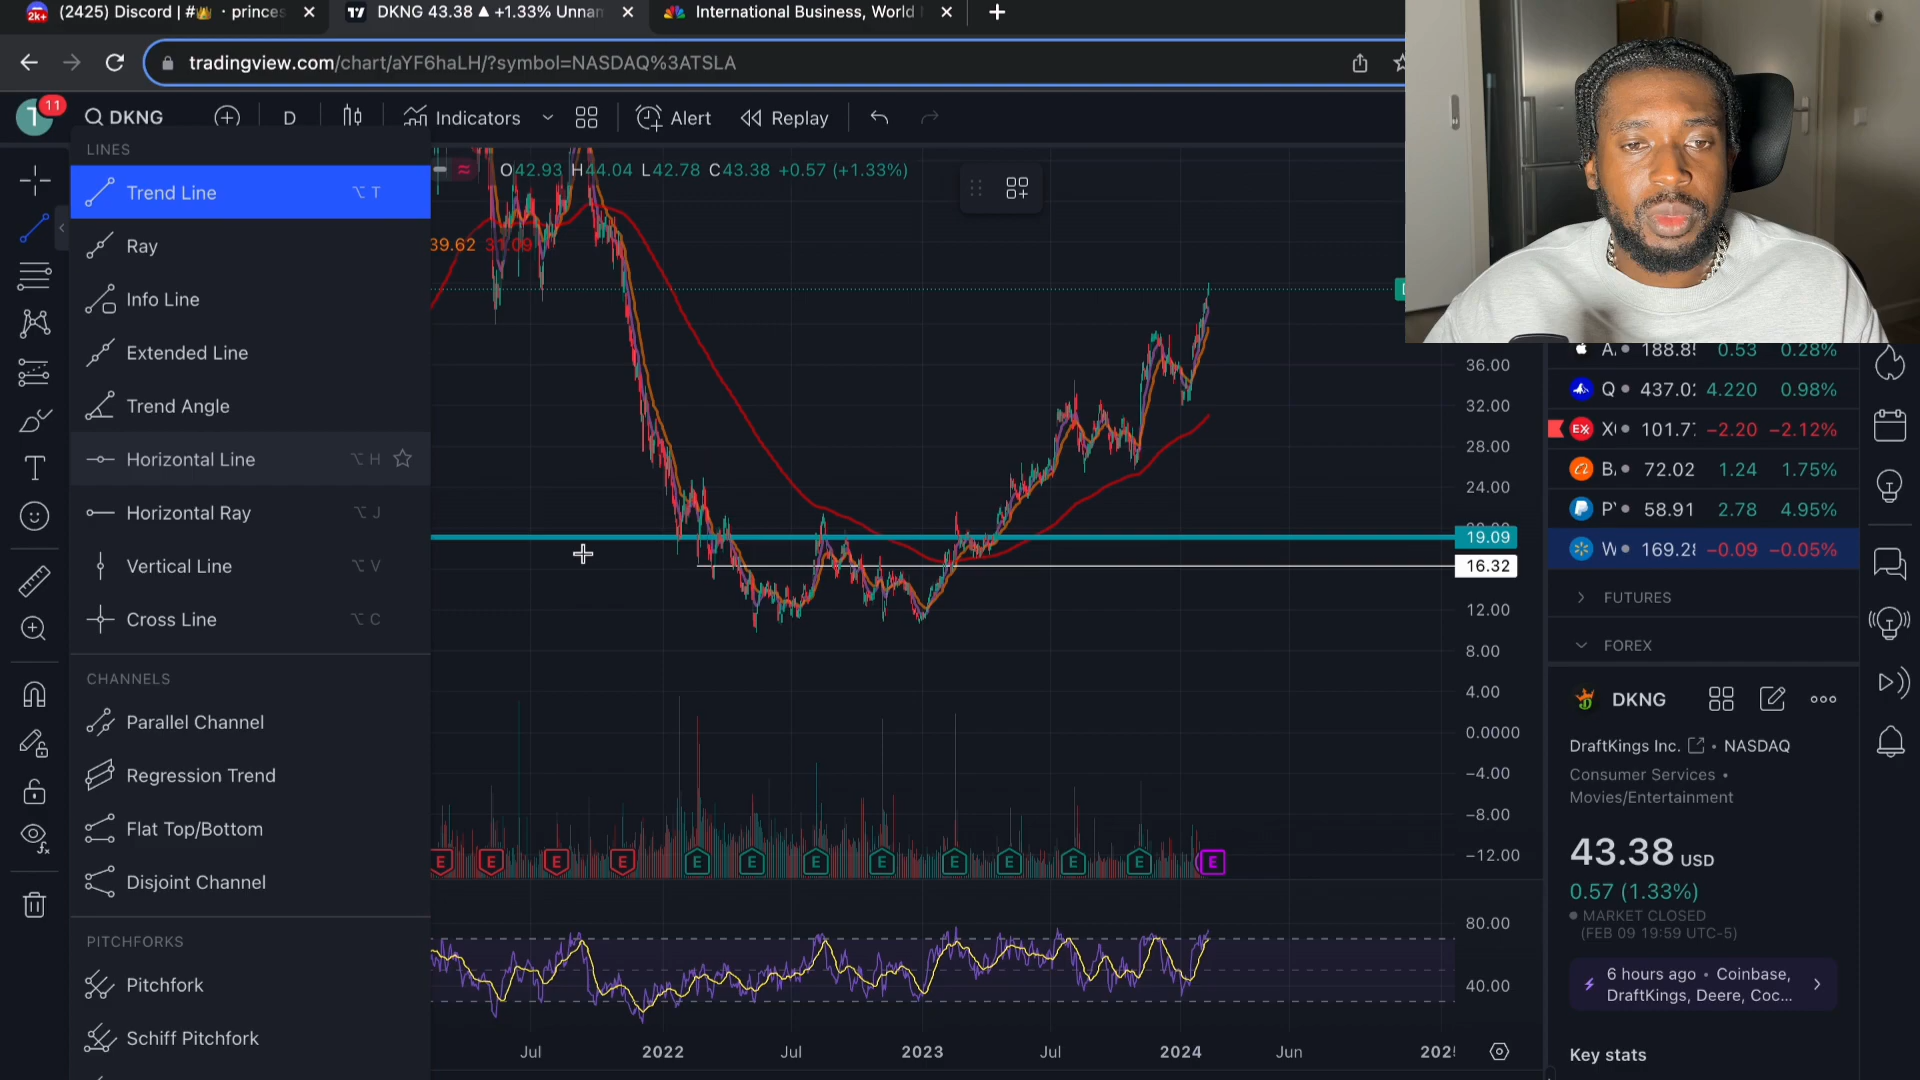 (2425) Discord | #👑 · princes
DKNG 43.38 ▲ +1.33% Unnam
International Business, World
tradingview.com/chart/aYF6haLH/?symbol=NASDAQ%3ATSLA
11
DKNG
D
Indicators
Alert
Replay
LINES
Trend Line ⌥ T
Ray
Info Line
Extended Line
Trend Angle
Horizontal Line ⌥ H
Horizontal Ray ⌥ J
Vertical Line ⌥ V
Cross Line ⌥ C
CHANNELS
Parallel Channel
Regression Trend
Flat Top/Bottom
Disjoint Channel
PITCHFORKS
Pitchfork
Schiff Pitchfork
O42.93 H44.04 L42.78 C43.38 +0.57 (+1.33%)
39.62 31.09
36.00
32.00
28.00
24.00
19.09
16.32
12.00
8.00
4.00
0.0000
−4.00
−8.00
−12.00
E E E E E E E E E E E E E
80.00
40.00
Jul 2022 Jul 2023 Jul 2024 Jun 202
188.8 0.53 0.28%
Q 437.0 4.220 0.98%
101.7 −2.20 −2.12%
72.02 1.24 1.75%
58.91 2.78 4.95%
W 169.2 −0.09 −0.05%
FUTURES
FOREX
DKNG
DraftKings Inc. • NASDAQ
Consumer Services •
Movies/Entertainment
43.38 USD
0.57 (1.33%)
MARKET CLOSED
(FEB 09 19:59 UTC-5)
6 hours ago • Coinbase,
DraftKings, Deere, Coc...
Key stats